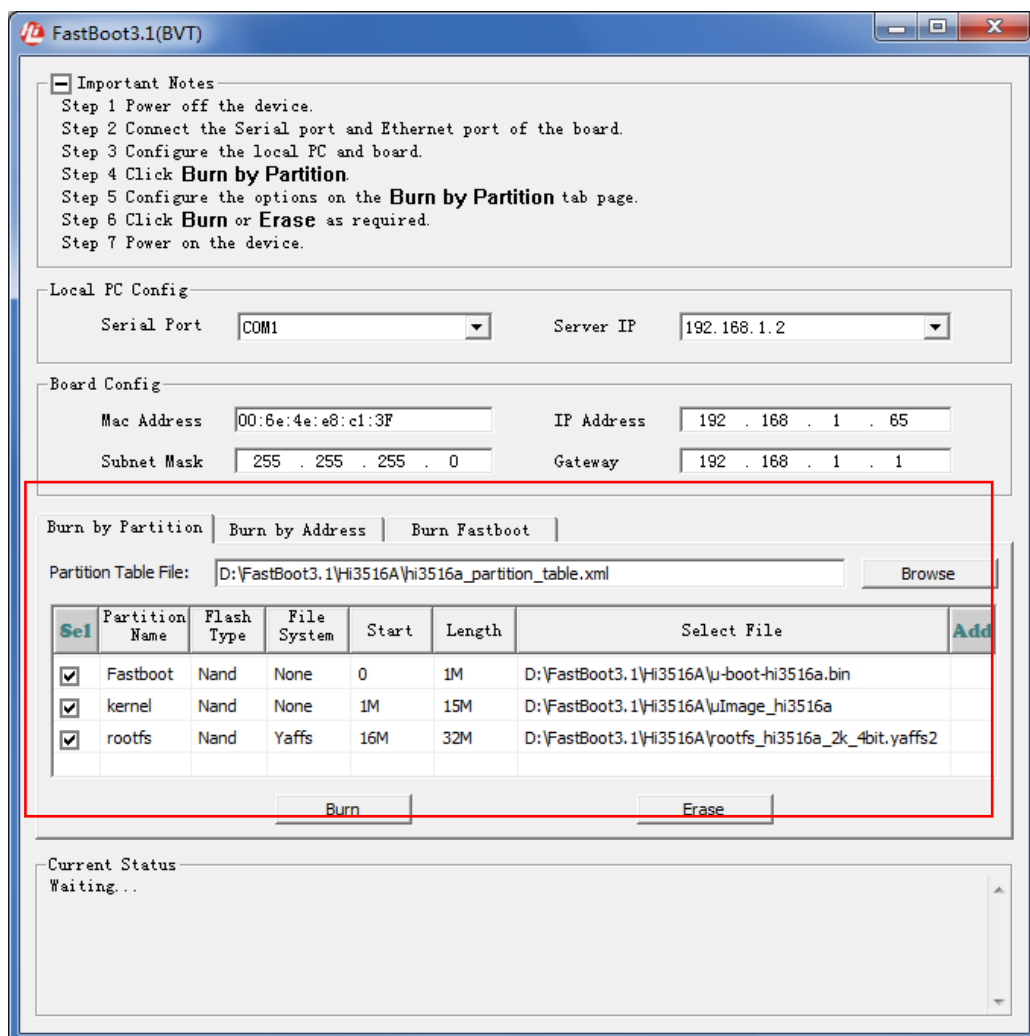 FastBoot3.1(BVT)
Important Notes
Step 1 Power off the device.
Step 2 Connect the Serial port and Ethernet port of the board.
Step 3 Configure the local PC and board.
Step 4 Click Burn by Partition.
Step 5 Configure the options on the Burn by Partition tab page.
Step 6 Click Burn or Erase as required.
Step 7 Power on the device.
Local PC Config
Serial Port COM1 Server IP 192.168.1.2
Board Config
Mac Address 00:6e:4e:e8:c1:3F IP Address 192 . 168 . 1 . 65
Subnet Mask 255 . 255 . 255 . 0 Gateway 192 . 168 . 1 . 1
Burn by Partition Burn by Address Burn Fastboot
Partition Table File: D:\FastBoot3.1\Hi3516A\hi3516a_partition_table.xml Browse
Sel Partition Name Flash Type File System Start Length Select File Add
Fastboot Nand None 0 1M D:\FastBoot3.1\Hi3516A\u-boot-hi3516a.bin
kernel Nand None 1M 15M D:\FastBoot3.1\Hi3516A\uImage_hi3516a
rootfs Nand Yaffs 16M 32M D:\FastBoot3.1\Hi3516A\rootfs_hi3516a_2k_4bit.yaffs2
Burn Erase
Current Status
Waiting...